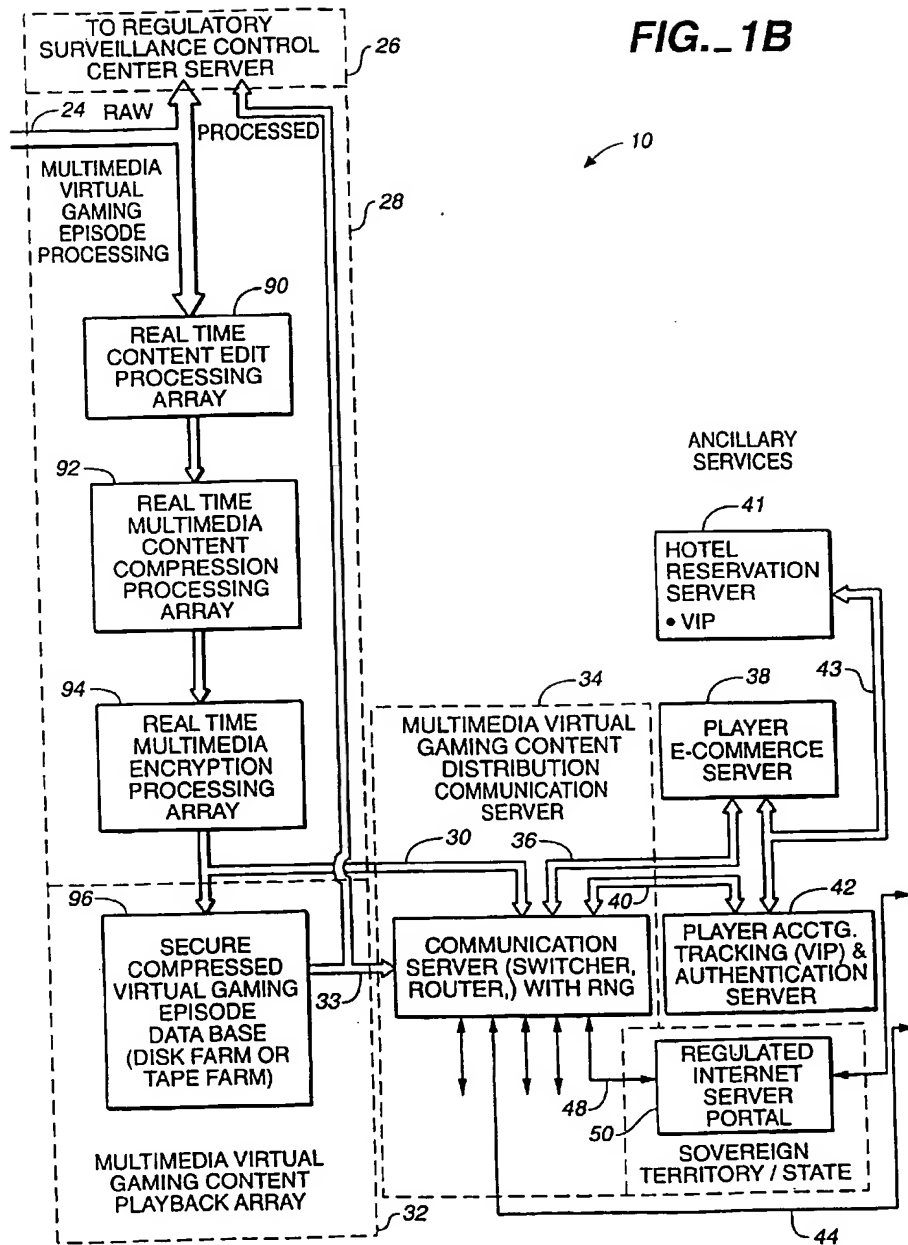 FIG._1B
TO REGULATORY
SURVEILLANCE CONTROL
CENTER SERVER
26
24
RAW
PROCESSED
10
MULTIMEDIA
VIRTUAL
GAMING
EPISODE
PROCESSING
28
90
REAL TIME
CONTENT EDIT
PROCESSING
ARRAY
92
REAL TIME
MULTIMEDIA
CONTENT
COMPRESSION
PROCESSING
ARRAY
94
REAL TIME
MULTIMEDIA
ENCRYPTION
PROCESSING
ARRAY
ANCILLARY
SERVICES
41
HOTEL
RESERVATION
SERVER
• VIP
43
34
MULTIMEDIA VIRTUAL
GAMING CONTENT
DISTRIBUTION
COMMUNICATION
SERVER
38
PLAYER
E-COMMERCE
SERVER
30
36
40
96
SECURE
COMPRESSED
VIRTUAL GAMING
EPISODE
DATA BASE
(DISK FARM OR
TAPE FARM)
33
COMMUNICATION
SERVER (SWITCHER,
ROUTER,) WITH RNG
42
PLAYER ACCTG.
TRACKING (VIP) &
AUTHENTICATION
SERVER
48
50
REGULATED
INTERNET
SERVER
PORTAL
SOVEREIGN
TERRITORY / STATE
MULTIMEDIA VIRTUAL
GAMING CONTENT
PLAYBACK ARRAY
32
44